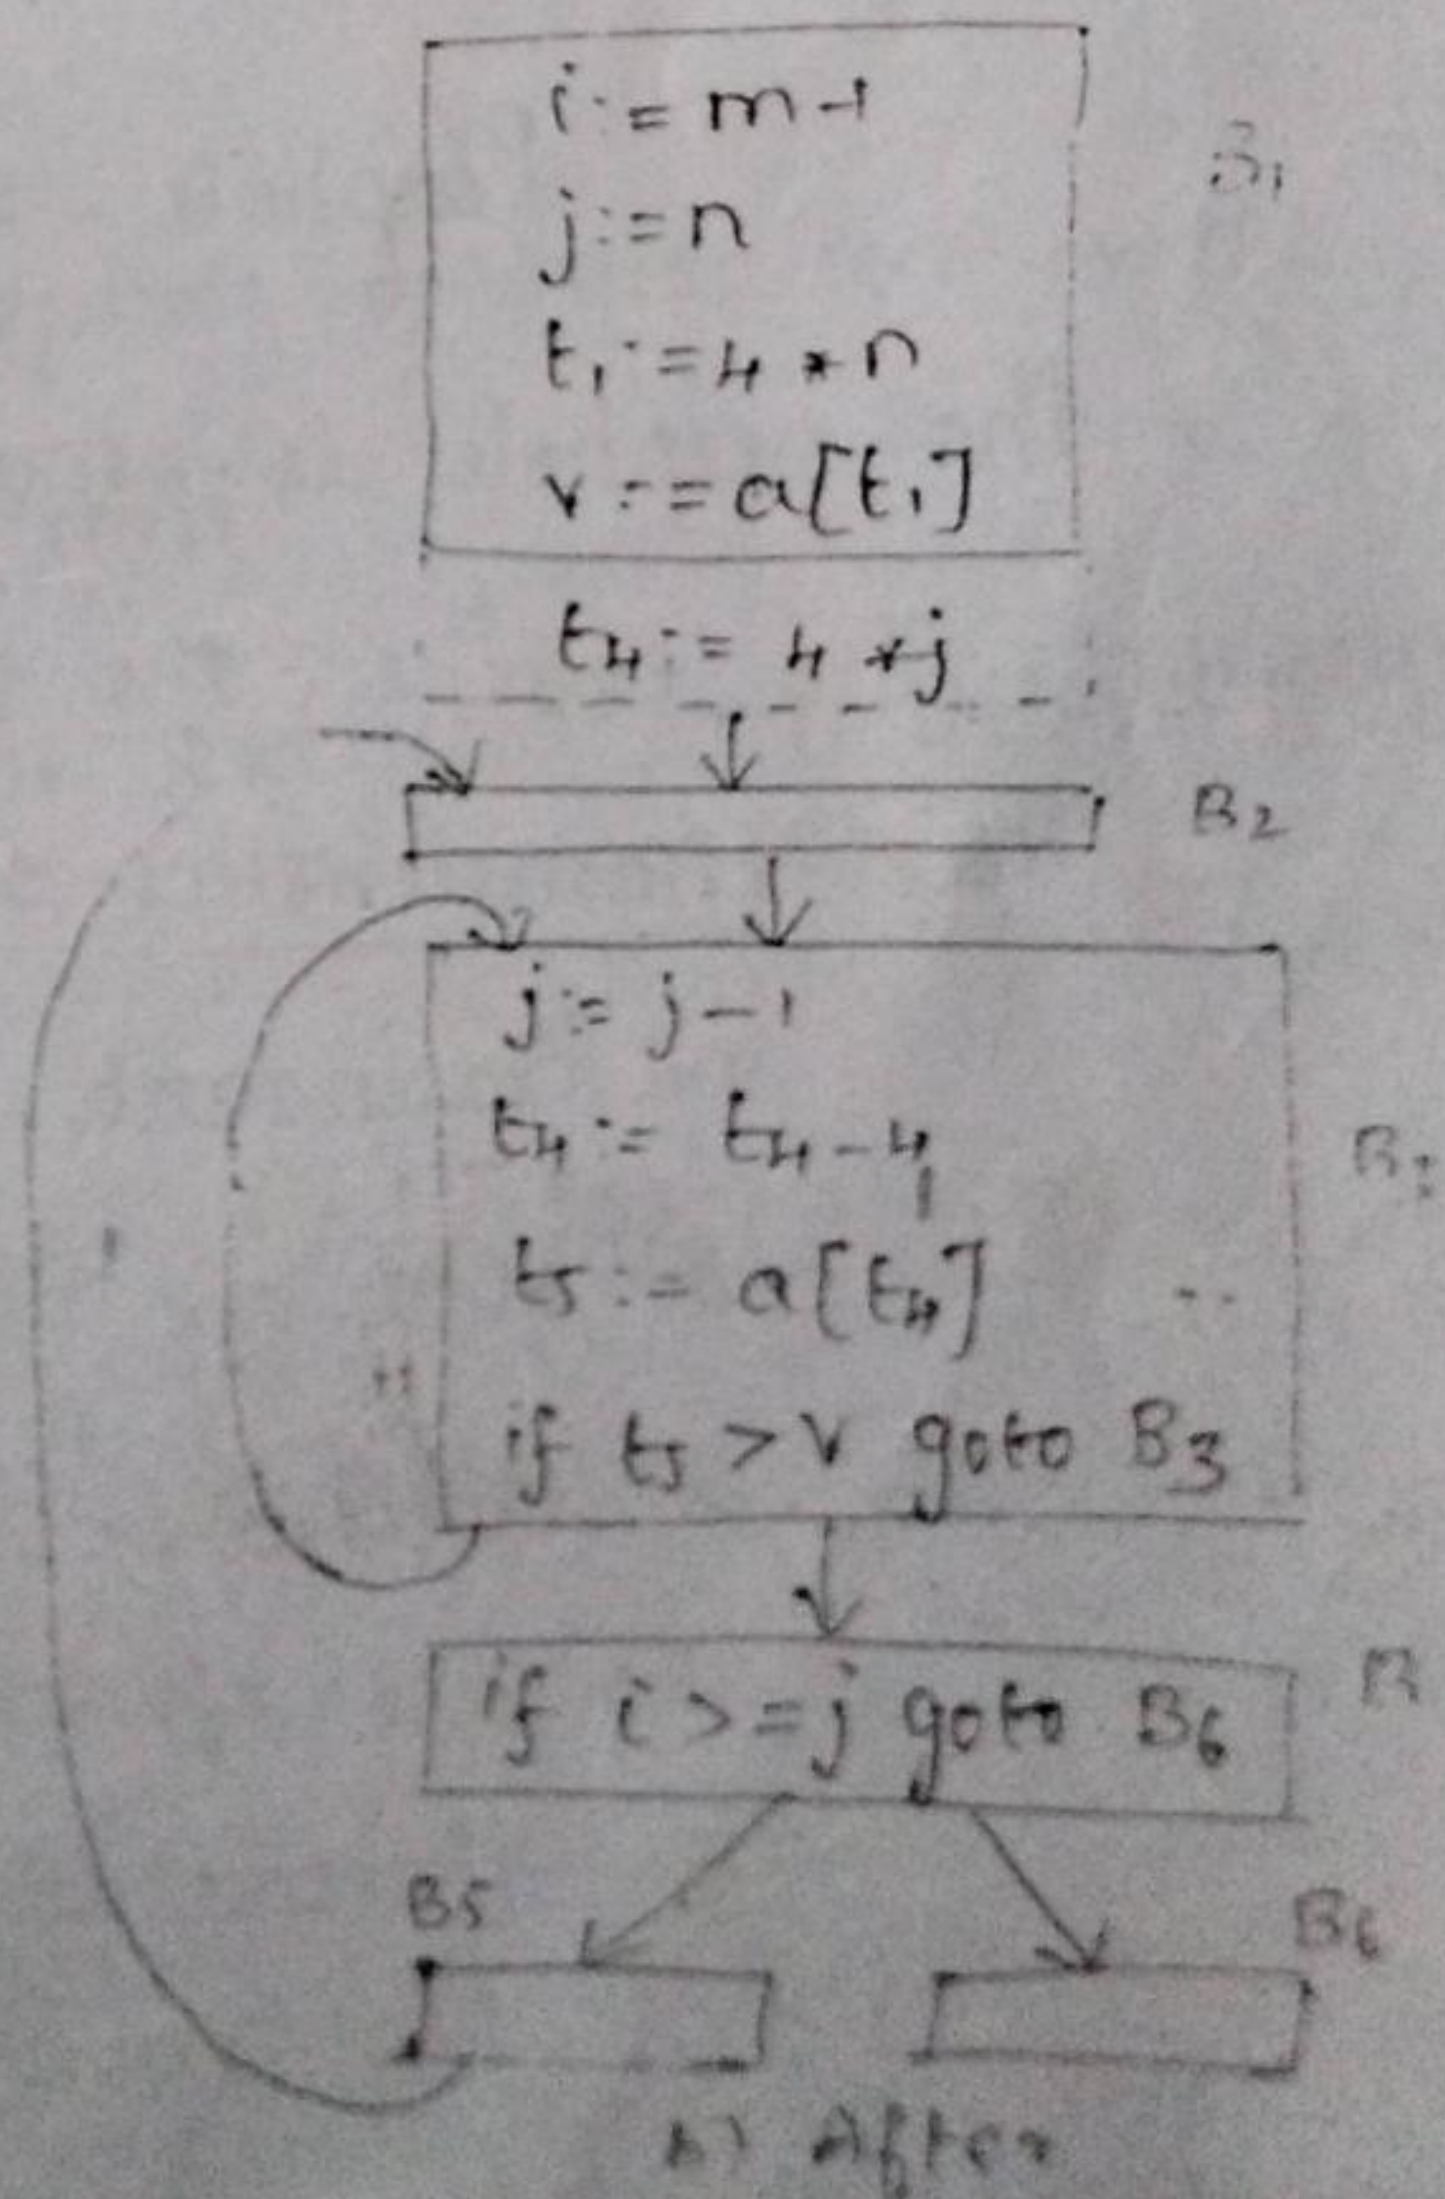 i := m-1
B1
j := n
t1 := 4 * n
v := a[t1]
t4 := 4 * j
B2
j := j-1
t4 := t4-4
t5 := a[t4]
if t5 > v goto B3
if i >= j goto B6
B5
B6
b) After